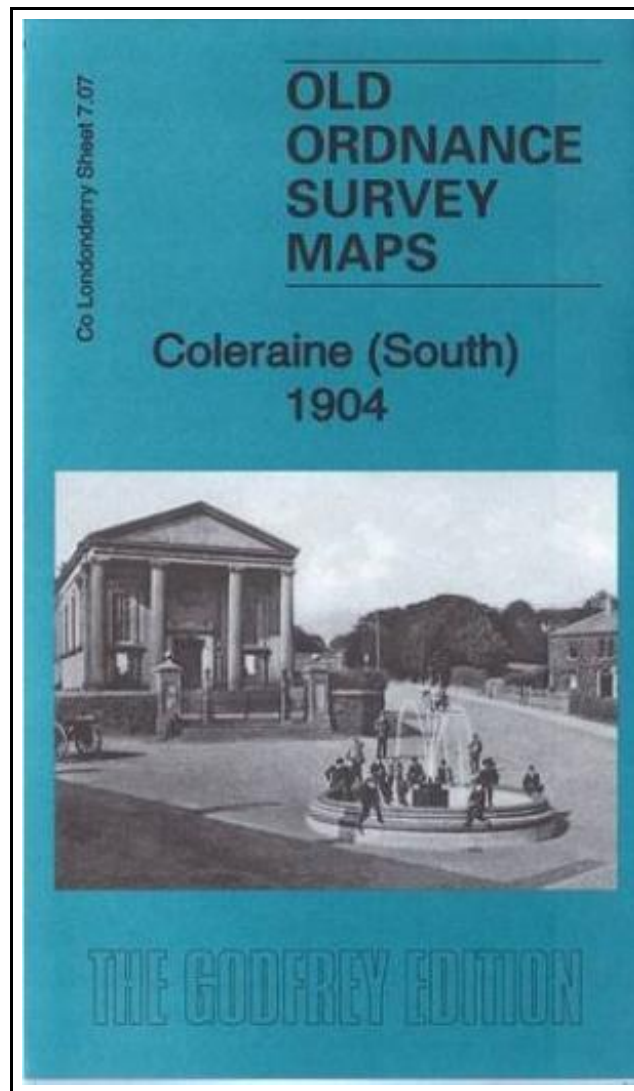 Co Londonderry Sheet 7.07
OLD
ORDNANCE
SURVEY
MAPS
Coleraine (South)
1904
THE GODFREY EDITION